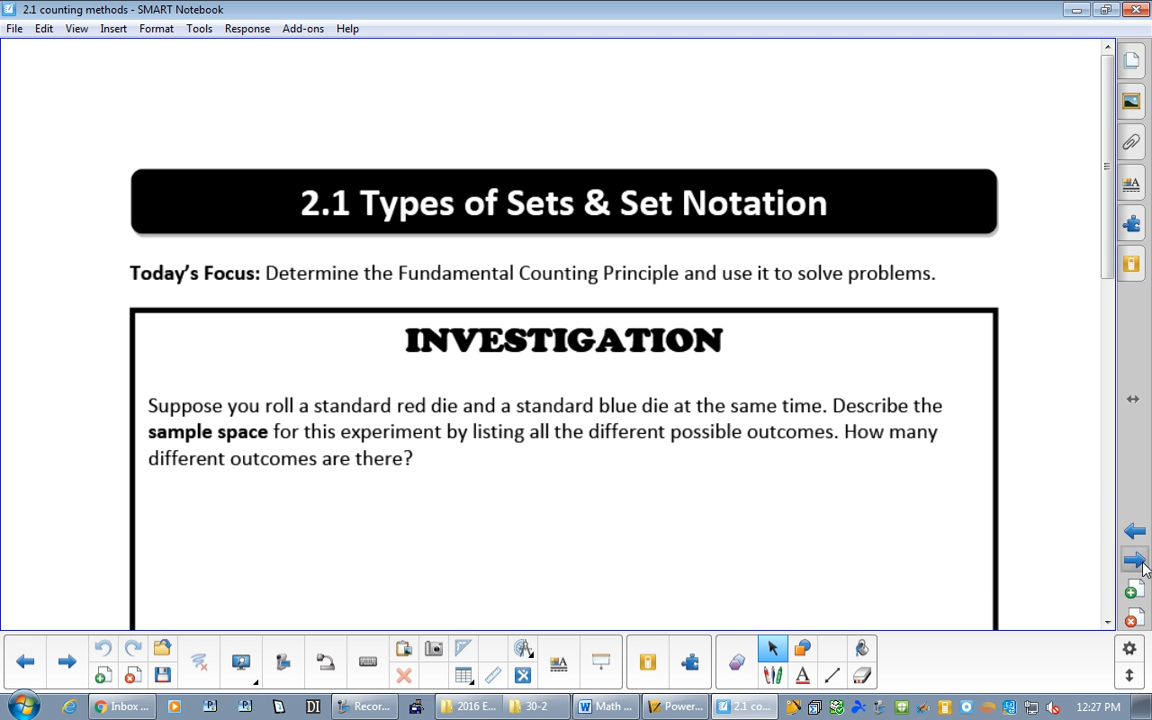 2.1 counting methods - SMART Notebook
File Edit View Insert Format Tools Response Add-ons Help
2.1 Types of Sets & Set Notation
Today's Focus: Determine the Fundamental Counting Principle and use it to solve problems.
INVESTIGATION
Suppose you roll a standard red die and a standard blue die at the same time. Describe the
sample space for this experiment by listing all the different possible outcomes. How many
different outcomes are there?
Inbox ... Recor... 2016 E... 30-2 Math ... Power... 2.1 co... 12:27 PM